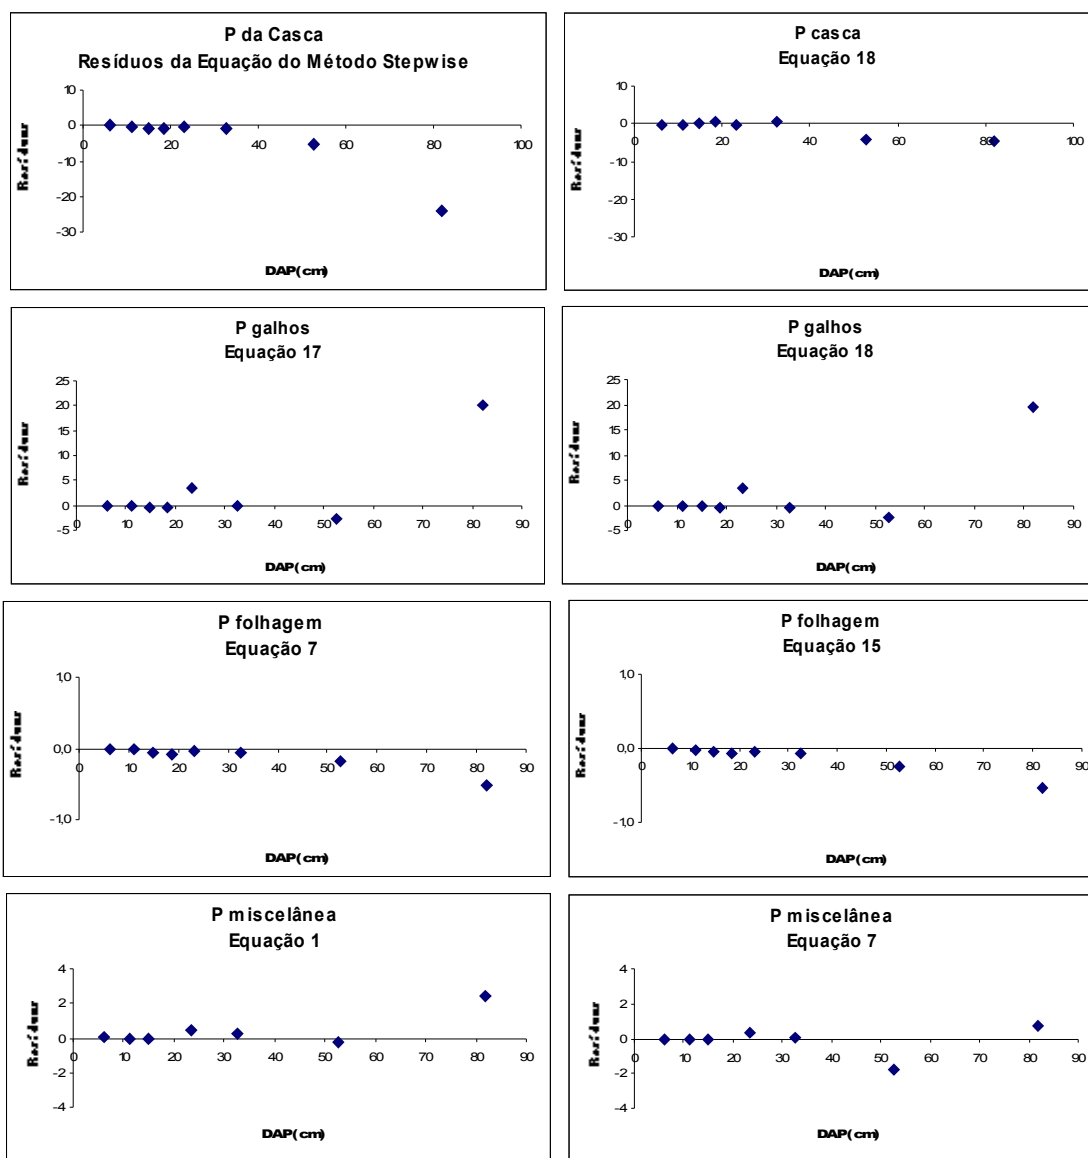 P da Casca
Resíduos da Equação do Método Stepwise
10
0
-10
-20
-30
0 20 40 60 80 100
Resíduos
DAP(cm)
P casca
Equação 18
10
0
-10
-20
-30
0 20 40 60 80 100
Resíduos
DAP(cm)
P galhos
Equação 17
25
20
15
10
5
0
-5
0 10 20 30 40 50 60 70 80 90
Resíduos
DAP(cm)
P galhos
Equação 18
25
20
15
10
5
0
-5
0 10 20 30 40 50 60 70 80 90
Resíduos
DAP(cm)
P folhagem
Equação 7
1,0
0,0
-1,0
0 10 20 30 40 50 60 70 80 90
Resíduos
DAP(cm)
P folhagem
Equação 15
1,0
0,0
-1,0
0 10 20 30 40 50 60 70 80 90
Resíduos
DAP(cm)
P miscelânea
Equação 1
4
2
0
-2
-4
0 10 20 30 40 50 60 70 80 90
Resíduos
DAP(cm)
P miscelânea
Equação 7
4
2
0
-2
-4
0 10 20 30 40 50 60 70 80 90
Resíduos
DAP(cm)